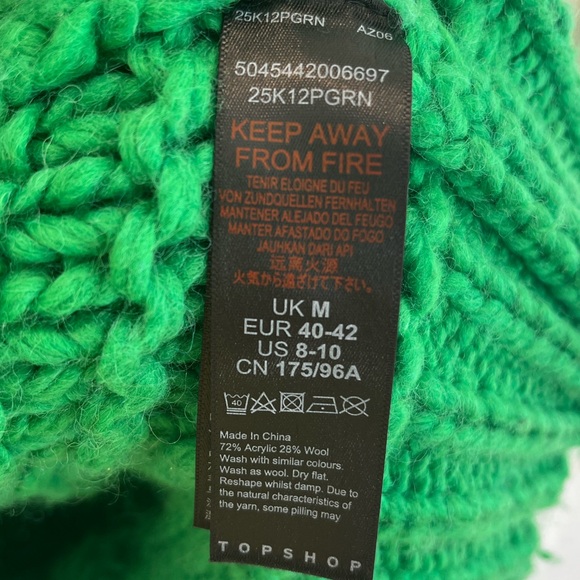 25K12PGRN AZ06
5045442006697
25K12PGRN
KEEP AWAY
FROM FIRE
TENIR ELOIGNE DU FEU
VON ZUNDQUELLEN FERNHALTEN
MANTENER ALEJADO DEL FEUGO
MANTER AFASTADO DO FOGO
JAUHKAN DARI API
远离火源
火気から遠ざけて下さい
UK M
EUR 40-42
US 8-10
CN 175/96A
40
Made In China
72% Acrylic 28% Wool
Wash with similar colours.
Wash as wool. Dry flat.
Reshape whilst damp. Due to
the natural characteristics of
the yarn, some pilling may
TOPSHOP